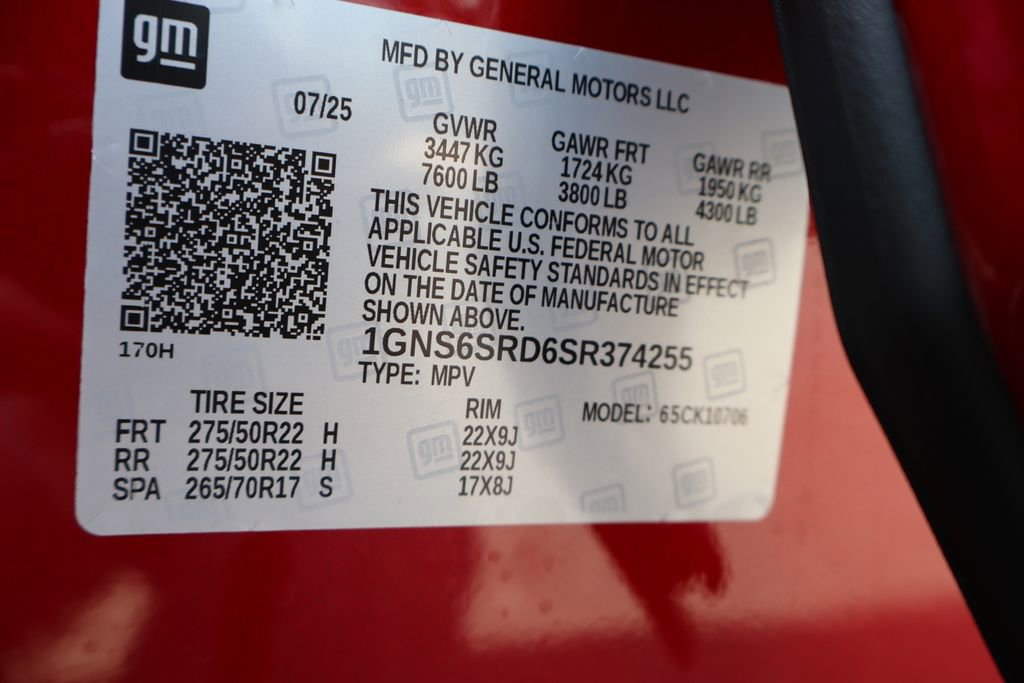 gm
MFD BY GENERAL MOTORS LLC
07/25
GVWR GAWR FRT GAWR RR
3447 KG 1724 KG 1950 KG
7600 LB 3800 LB 4300 LB
THIS VEHICLE CONFORMS TO ALL
APPLICABLE U.S. FEDERAL MOTOR
VEHICLE SAFETY STANDARDS IN EFFECT
ON THE DATE OF MANUFACTURE
SHOWN ABOVE.
170H
1GNS6SRD6SR374255
TYPE: MPV
TIRE SIZE RIM MODEL: 65CK10706
FRT 275/50R22 H 22X9J
RR 275/50R22 H 22X9J
SPA 265/70R17 S 17X8J